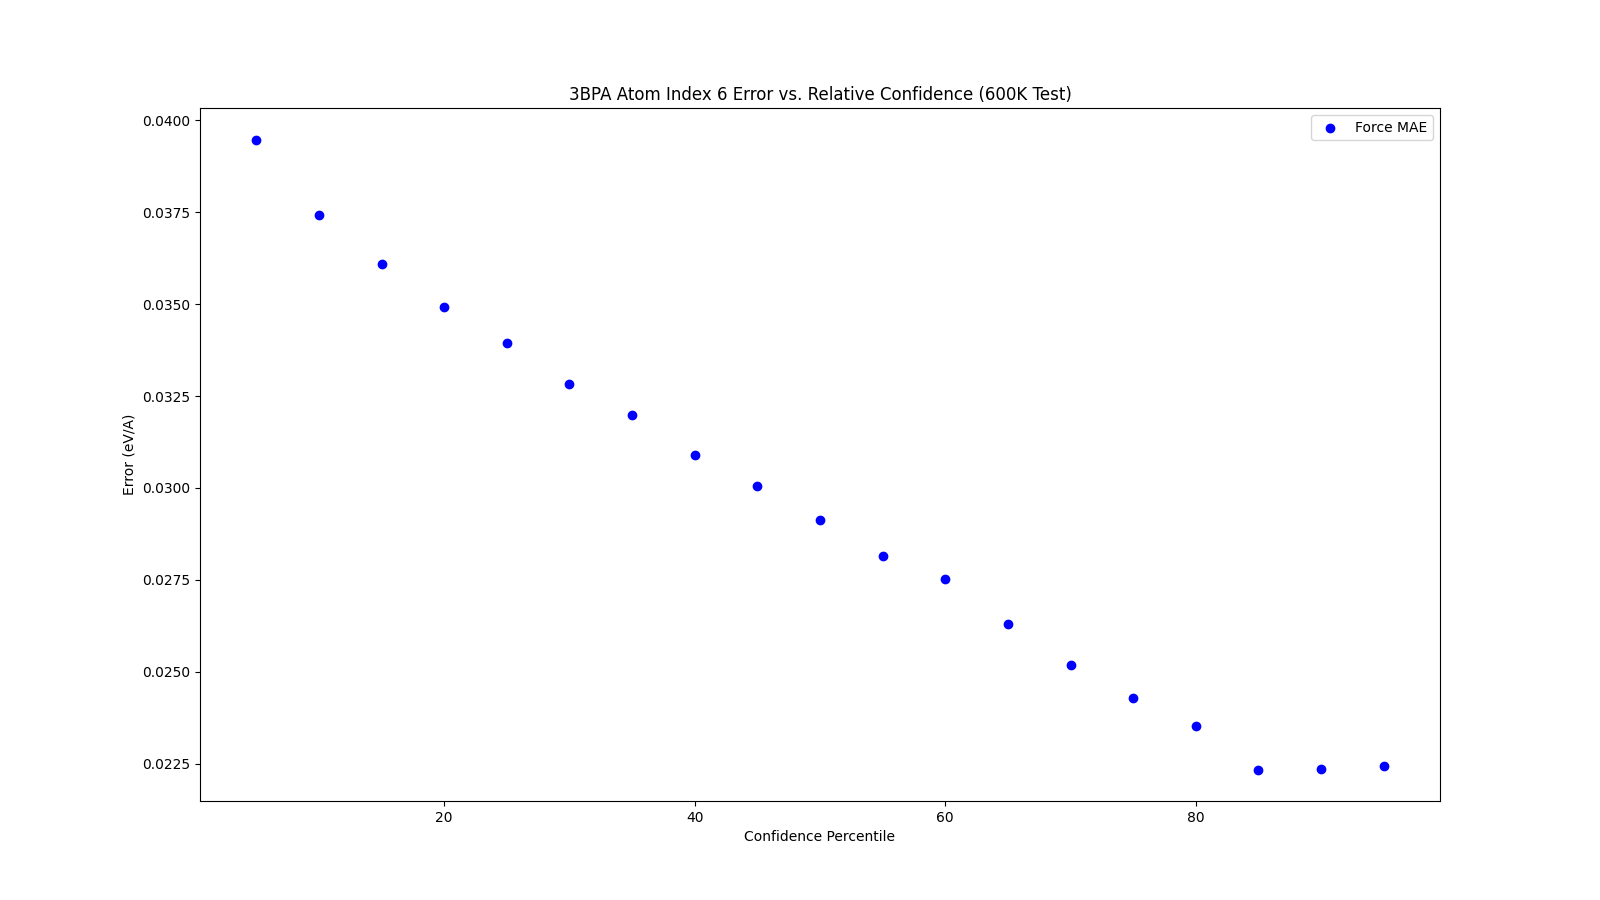 3BPA Atom Index 6 Error vs. Relative Confidence (600K Test)
Force MAE
0.0400
0.0375
0.0350
0.0325
0.0300
0.0275
0.0250
0.0225
Error (eV/A)
20 40 60 80
Confidence Percentile